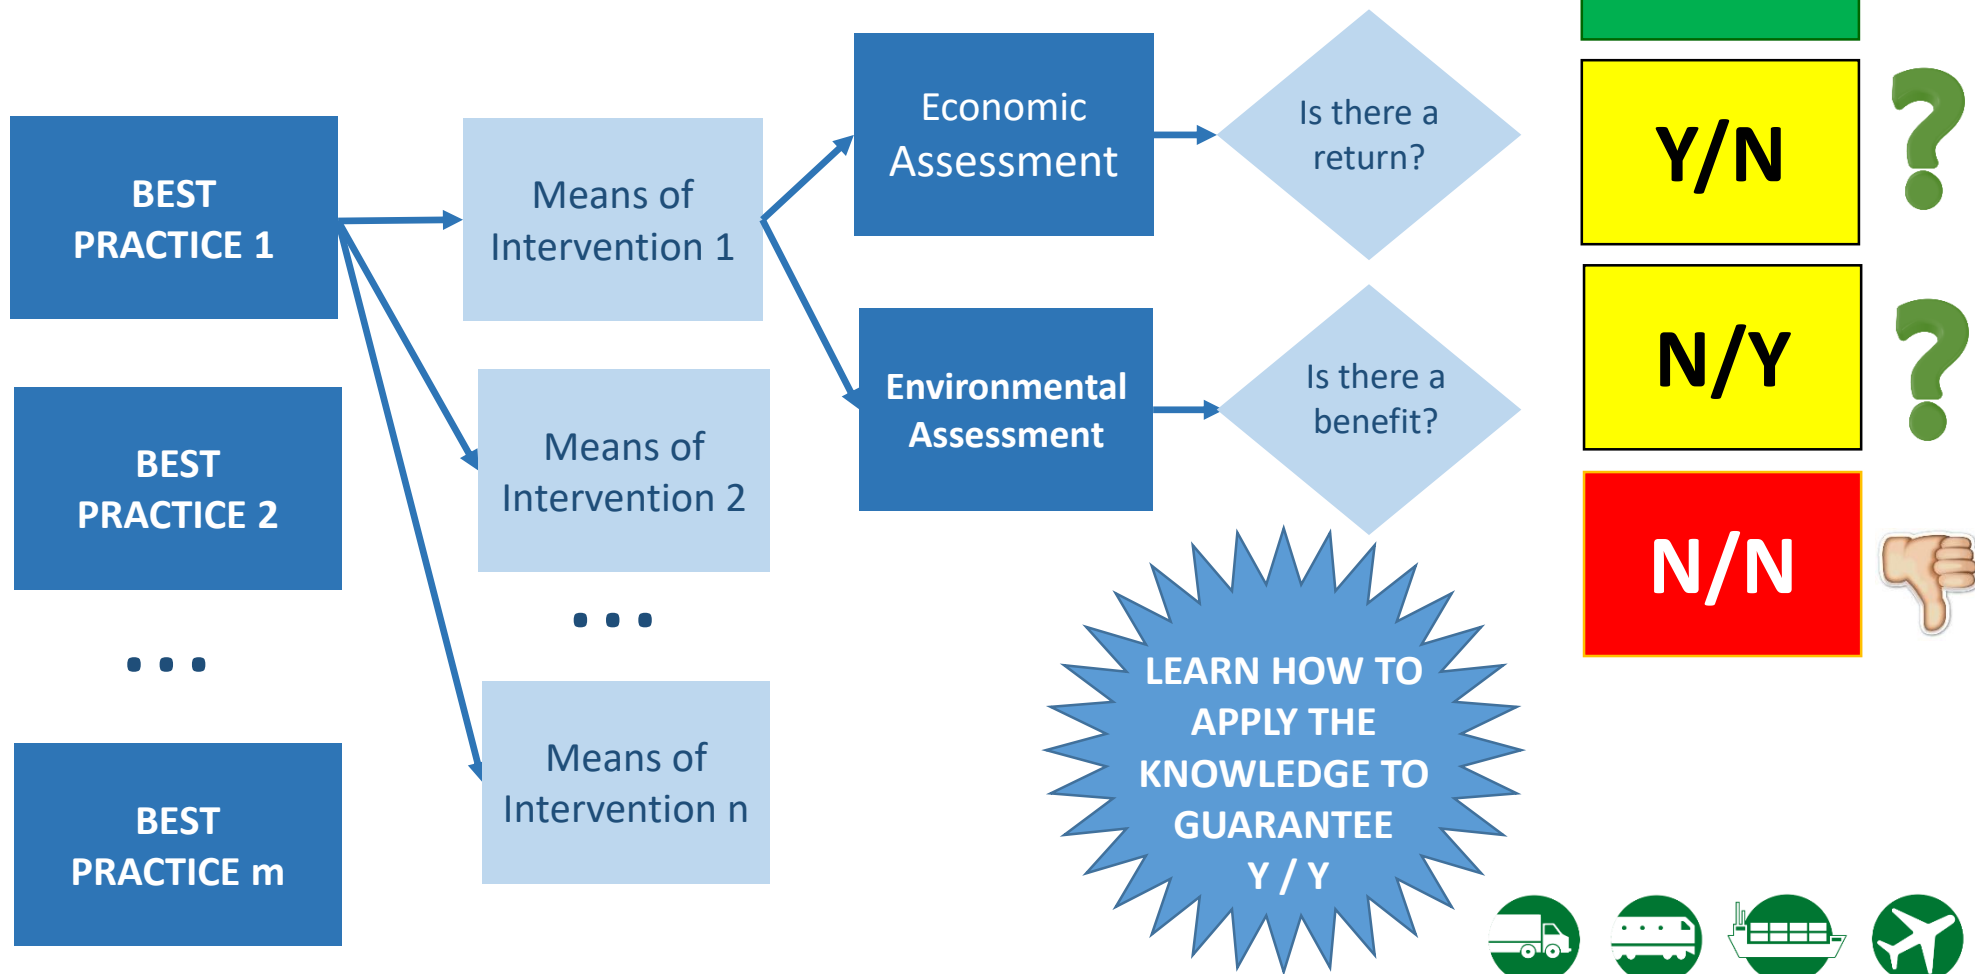 BEST
PRACTICE 1
BEST
PRACTICE 2
...
BEST
PRACTICE m
Means of
Intervention 1
Means of
Intervention 2
...
Means of
Intervention n
Economic
Assessment
Environmental
Assessment
Is there a
return?
Is there a
benefit?
Y/N
N/Y
N/N
LEARN HOW TO
APPLY THE
KNOWLEDGE TO
GUARANTEE
Y / Y